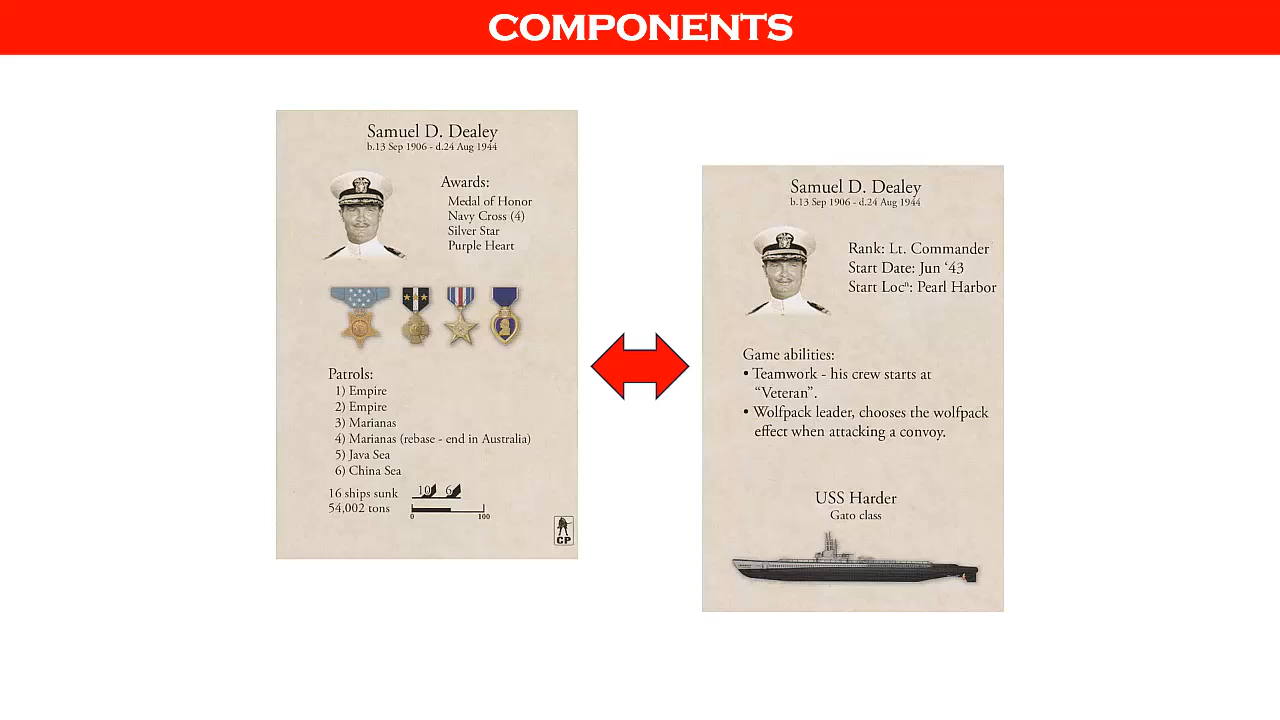 COMPONENTS
Samuel D. Dealey
b.13 Sep 1906 - d.24 Aug 1944
Awards:
Medal of Honor
Navy Cross (4)
Silver Star
Purple Heart
Patrols:
1) Empire
2) Empire
3) Marianas
4) Marianas (rebase - end in Australia)
5) Java Sea
6) China Sea
16 ships sunk 10 6
54,002 tons
0 100
CP
Samuel D. Dealey
b.13 Sep 1906 - d.24 Aug 1944
Rank: Lt. Commander
Start Date: Jun ‘43
Start Locⁿ: Pearl Harbor
Game abilities:
• Teamwork - his crew starts at
“Veteran”.
• Wolfpack leader, chooses the wolfpack
effect when attacking a convoy.
USS Harder
Gato class